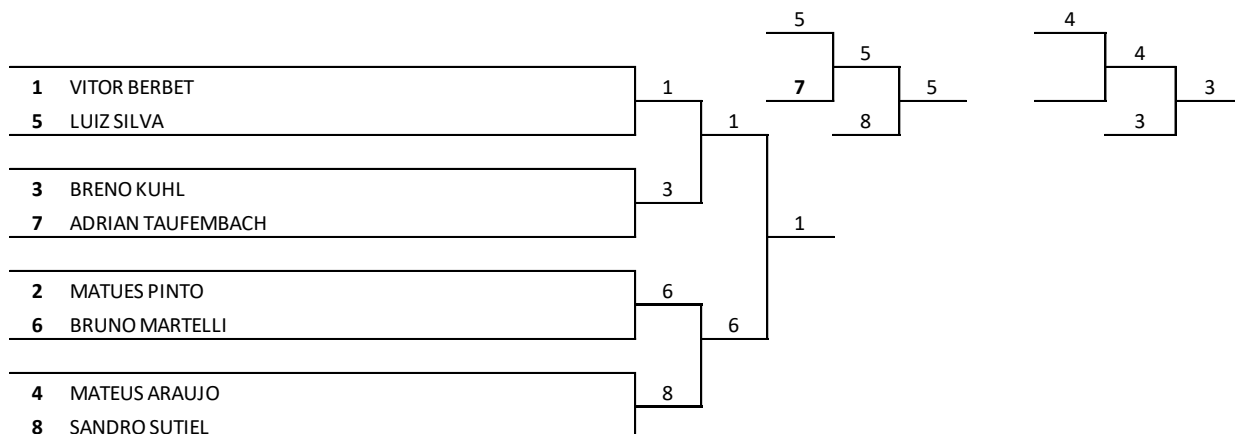 5 4
5 4
1 VITOR BERBET 1 7 5 3
5 LUIZ SILVA 1 8 3
3 BRENO KUHL 3
7 ADRIAN TAUFEMBACH 1
2 MATUES PINTO 6
6 BRUNO MARTELLI 6
4 MATEUS ARAUJO 8
8 SANDRO SUTIEL